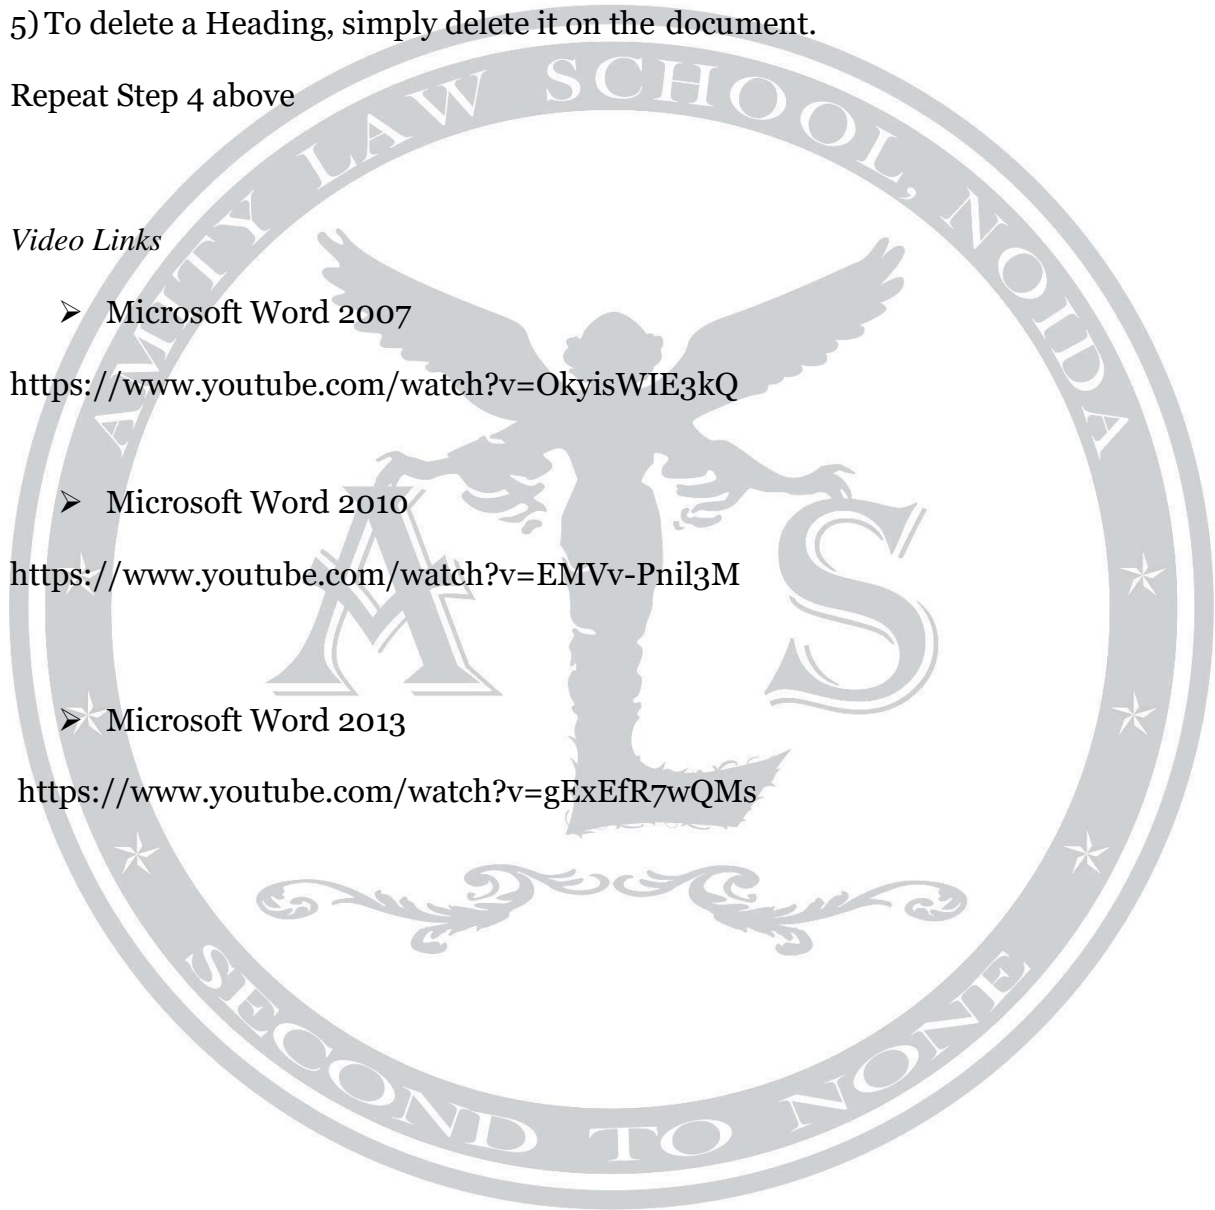 5) To delete a Heading, simply delete it on the document.
Repeat Step 4 above
Video Links
➢ Microsoft Word 2007
https://www.youtube.com/watch?v=OkyisWIE3kQ
➢ Microsoft Word 2010
https://www.youtube.com/watch?v=EMVv-Pnil3M
➢ Microsoft Word 2013
https://www.youtube.com/watch?v=gExEfR7wQMs
AMITY LAW SCHOOL, NOIDA
ALS
SECOND TO NONE